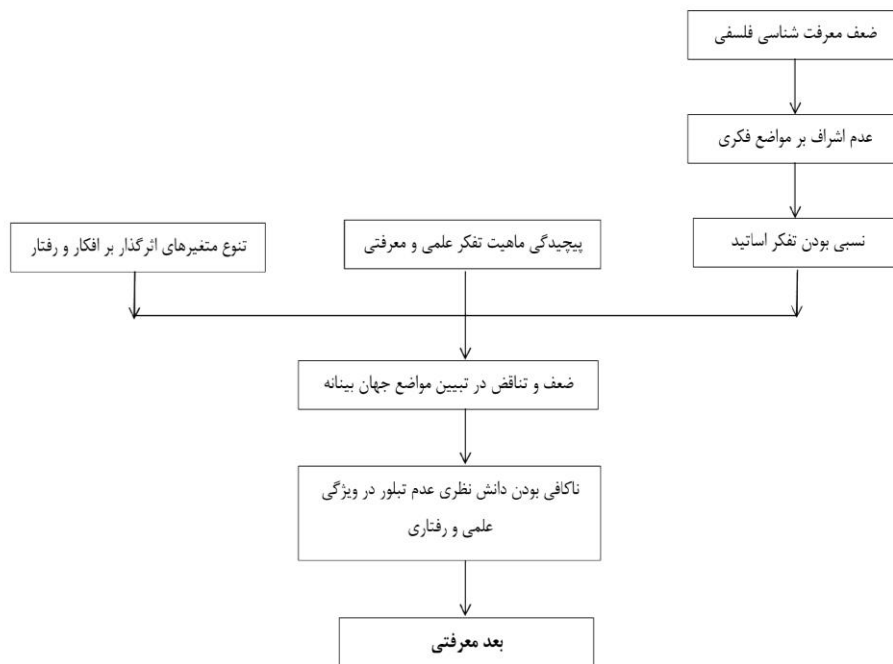 ضعف معرفت شناسی فلسفی
عدم اشراف بر مواضع فکری
نسبی بودن تفکر اساتید
پیچیدگی ماهیت تفکر علمی و معرفتی
تنوع متغیرهای اثرگذار بر افکار و رفتار
ضعف و تناقض در تبیین مواضع جهان بینانه
ناکافی بودن دانش نظری عدم تبلور در ویژگی
علمی و رفتاری
بعد معرفتی